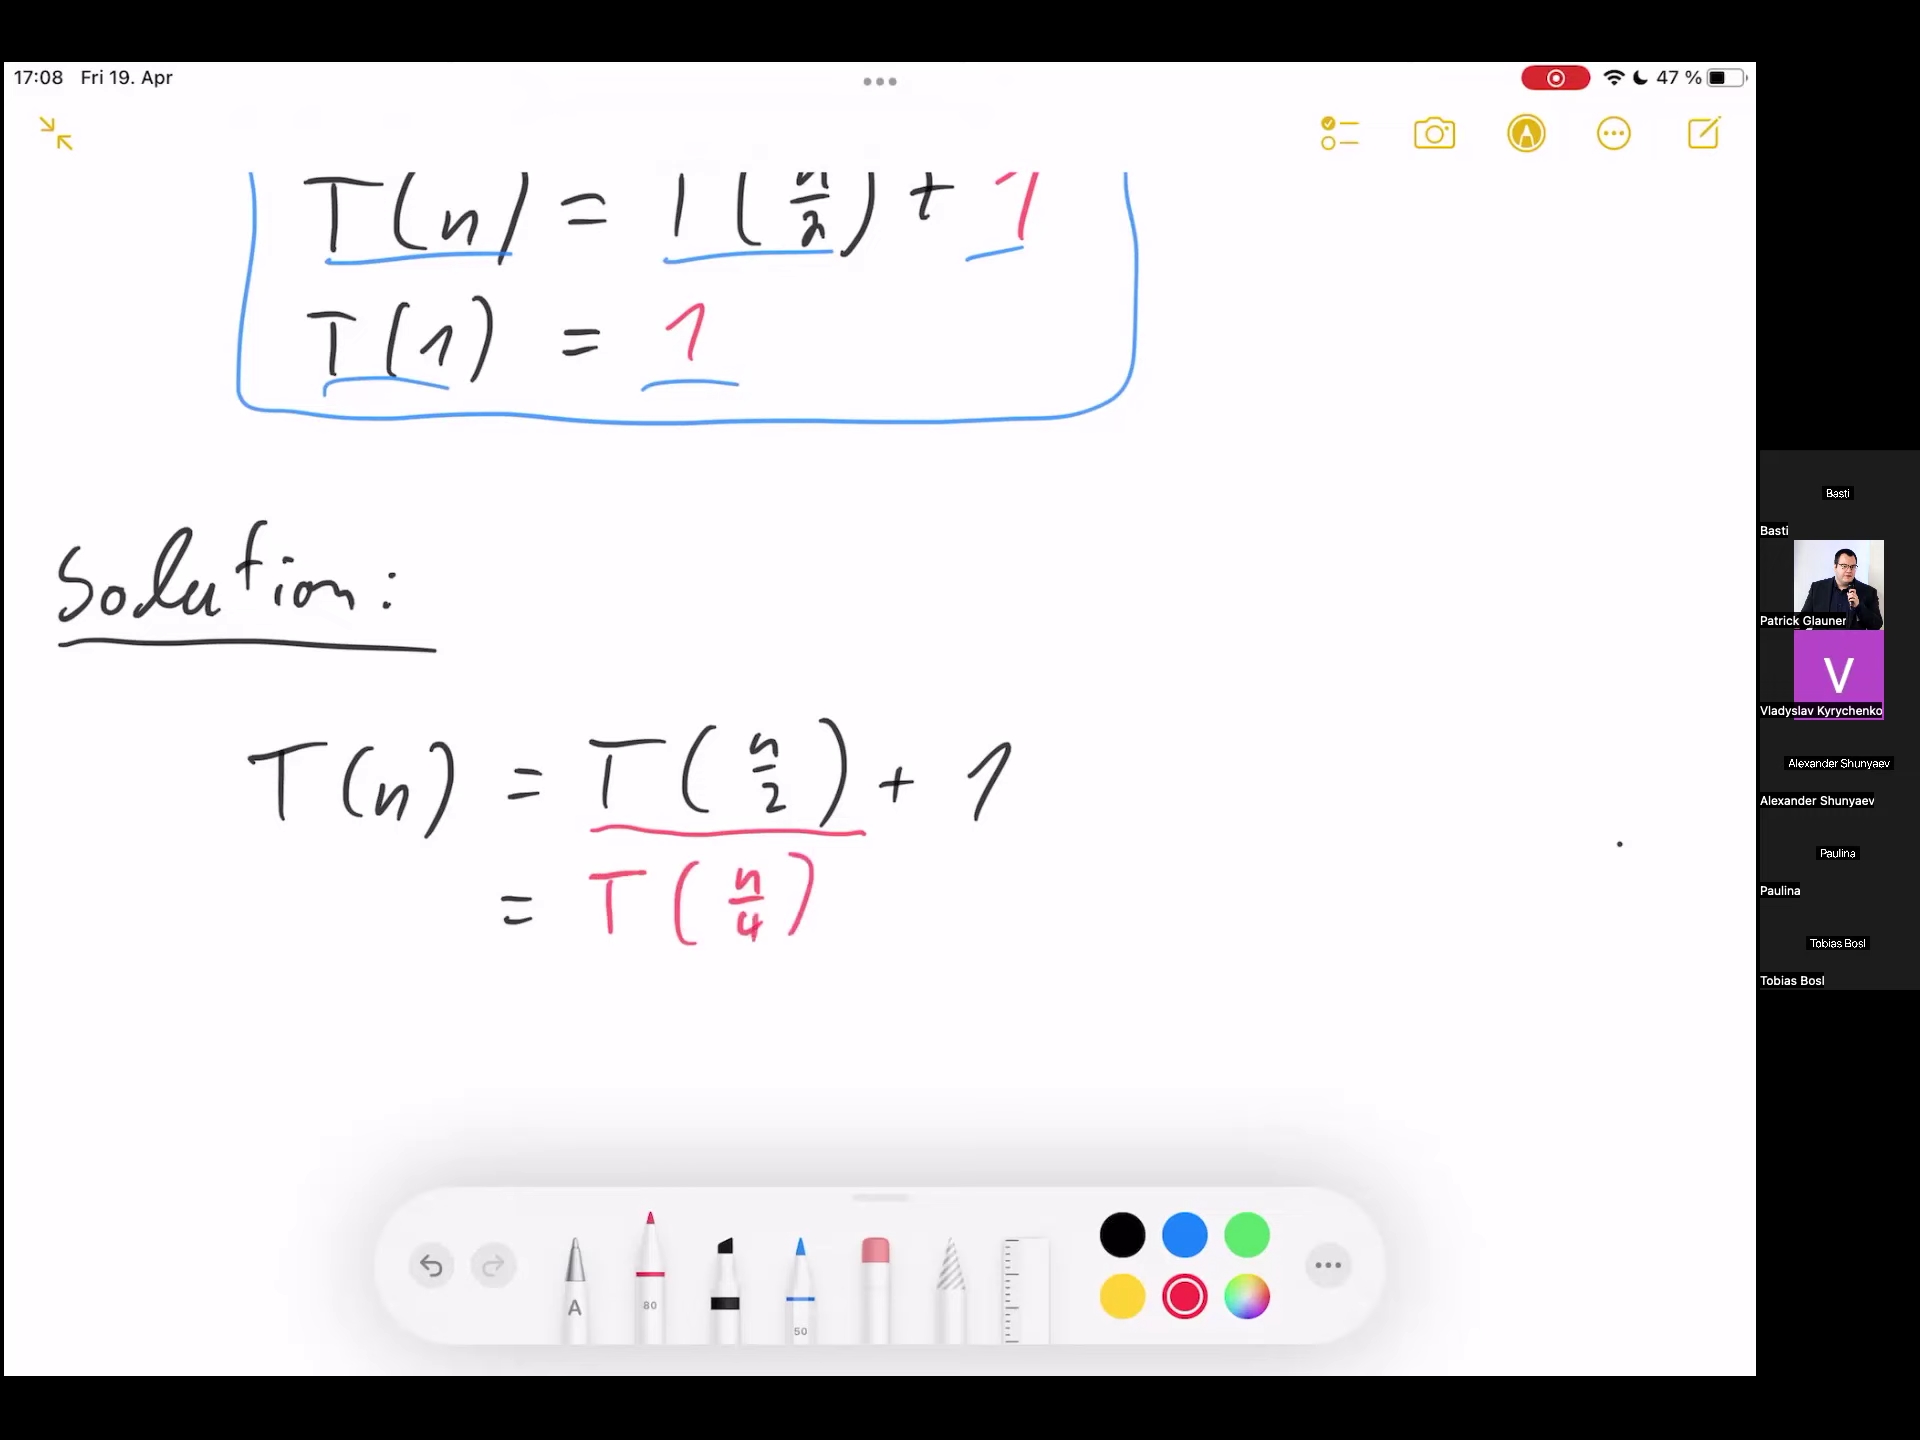 17:08 Fri 19. Apr
47 %
T(n) = T(n/2) + 1
T(1) = 1
Solution:
T(n) = T(n/2) + 1
= T(n/4)
A
80
50
Basti
Basti
Patrick Glauner
V
Vladyslav Kyrychenko
Alexander Shunyaev
Alexander Shunyaev
Paulina
Paulina
Tobias Bosl
Tobias Bosl